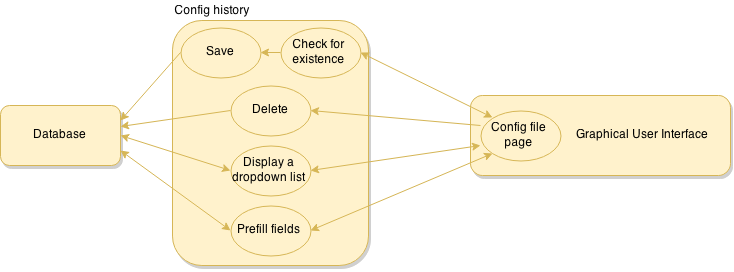 Config history
Save
Check for
existence
Delete
Database
Config file
page
Graphical User Interface
Display a
dropdown list
Prefill fields